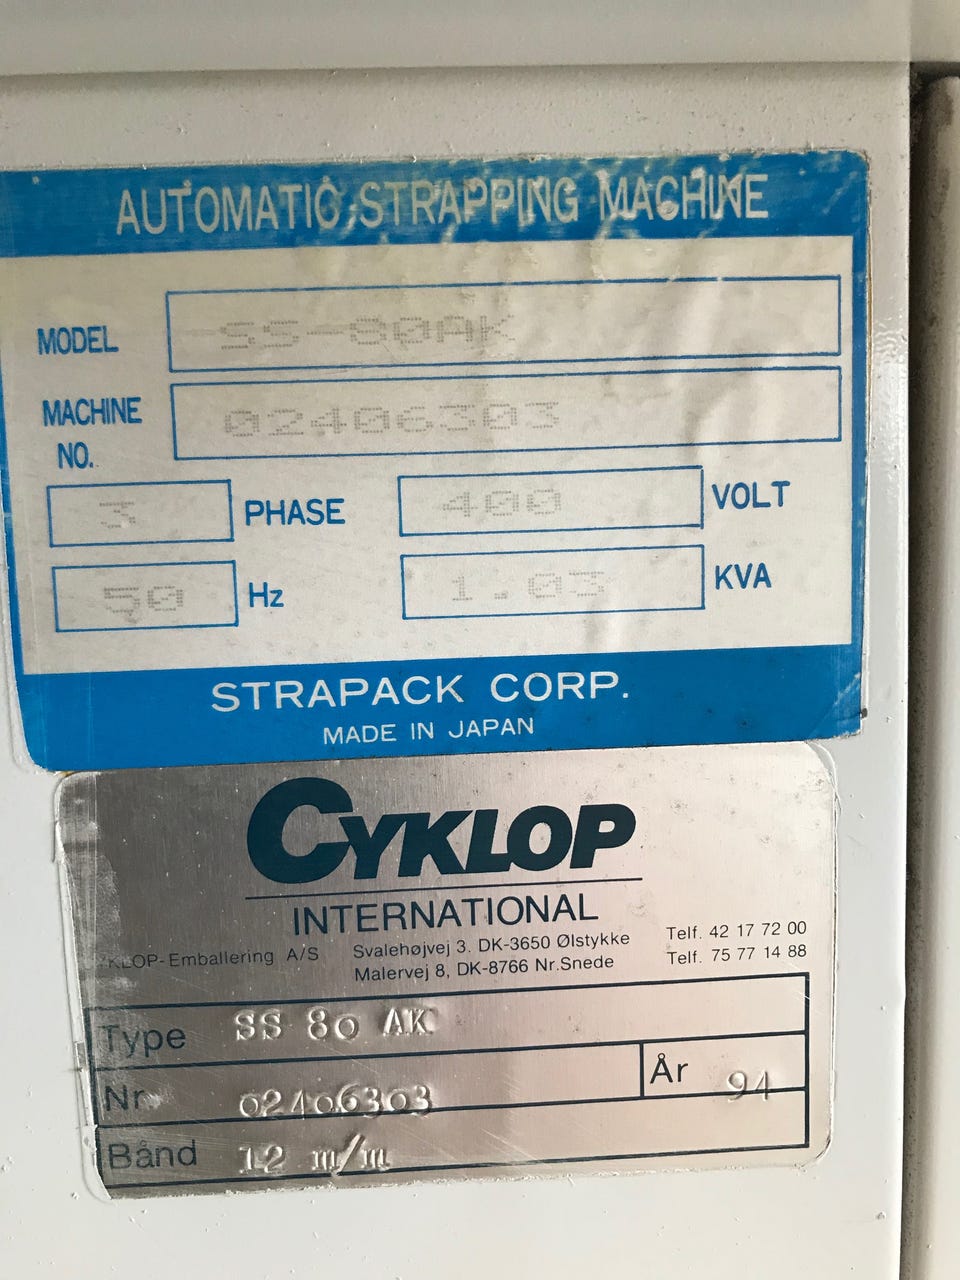 AUTOMATIC STRAPPING MACHINE
MODEL SS-80AK
MACHINE NO. 02406303
3 PHASE 400 VOLT
50 Hz 1.03 KVA
STRAPACK CORP.
MADE IN JAPAN
CYKLOP
INTERNATIONAL
KLOP-Emballering A/S Svalehøjvej 3. DK-3650 Ølstykke Telf. 42 17 72 00
Malervej 8, DK-8766 Nr.Snede Telf. 75 77 14 88
Type SS 80 AK
Nr. 02406303 År 94
Bånd 12 m/m